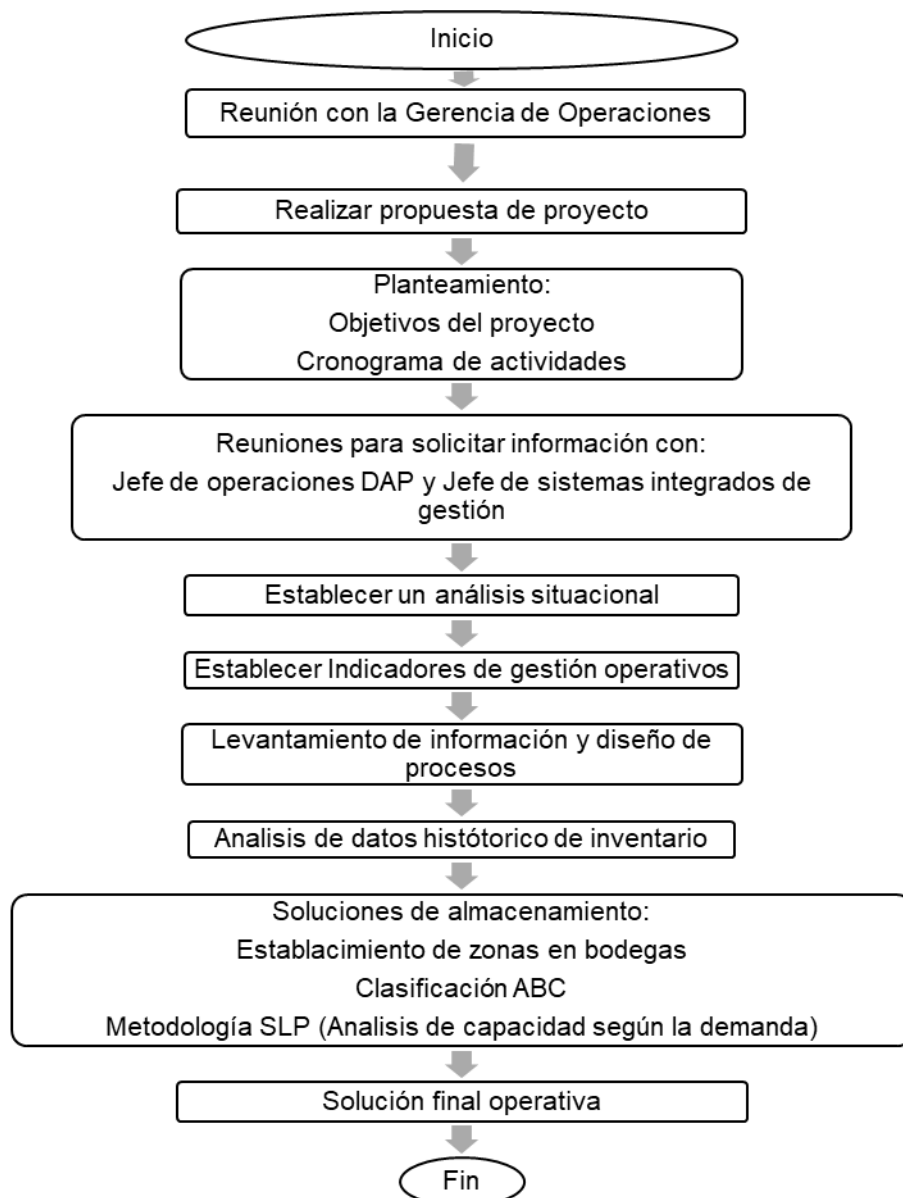 Inicio
Reunión con la Gerencia de Operaciones
Realizar propuesta de proyecto
Planteamiento:
Objetivos del proyecto
Cronograma de actividades
Reuniones para solicitar información con:
Jefe de operaciones DAP y Jefe de sistemas integrados de
gestión
Establecer un análisis situacional
Establecer Indicadores de gestión operativos
Levantamiento de información y diseño de
procesos
Analisis de datos histótorico de inventario
Soluciones de almacenamiento:
Establacimiento de zonas en bodegas
Clasificación ABC
Metodología SLP (Analisis de capacidad según la demanda)
Solución final operativa
Fin